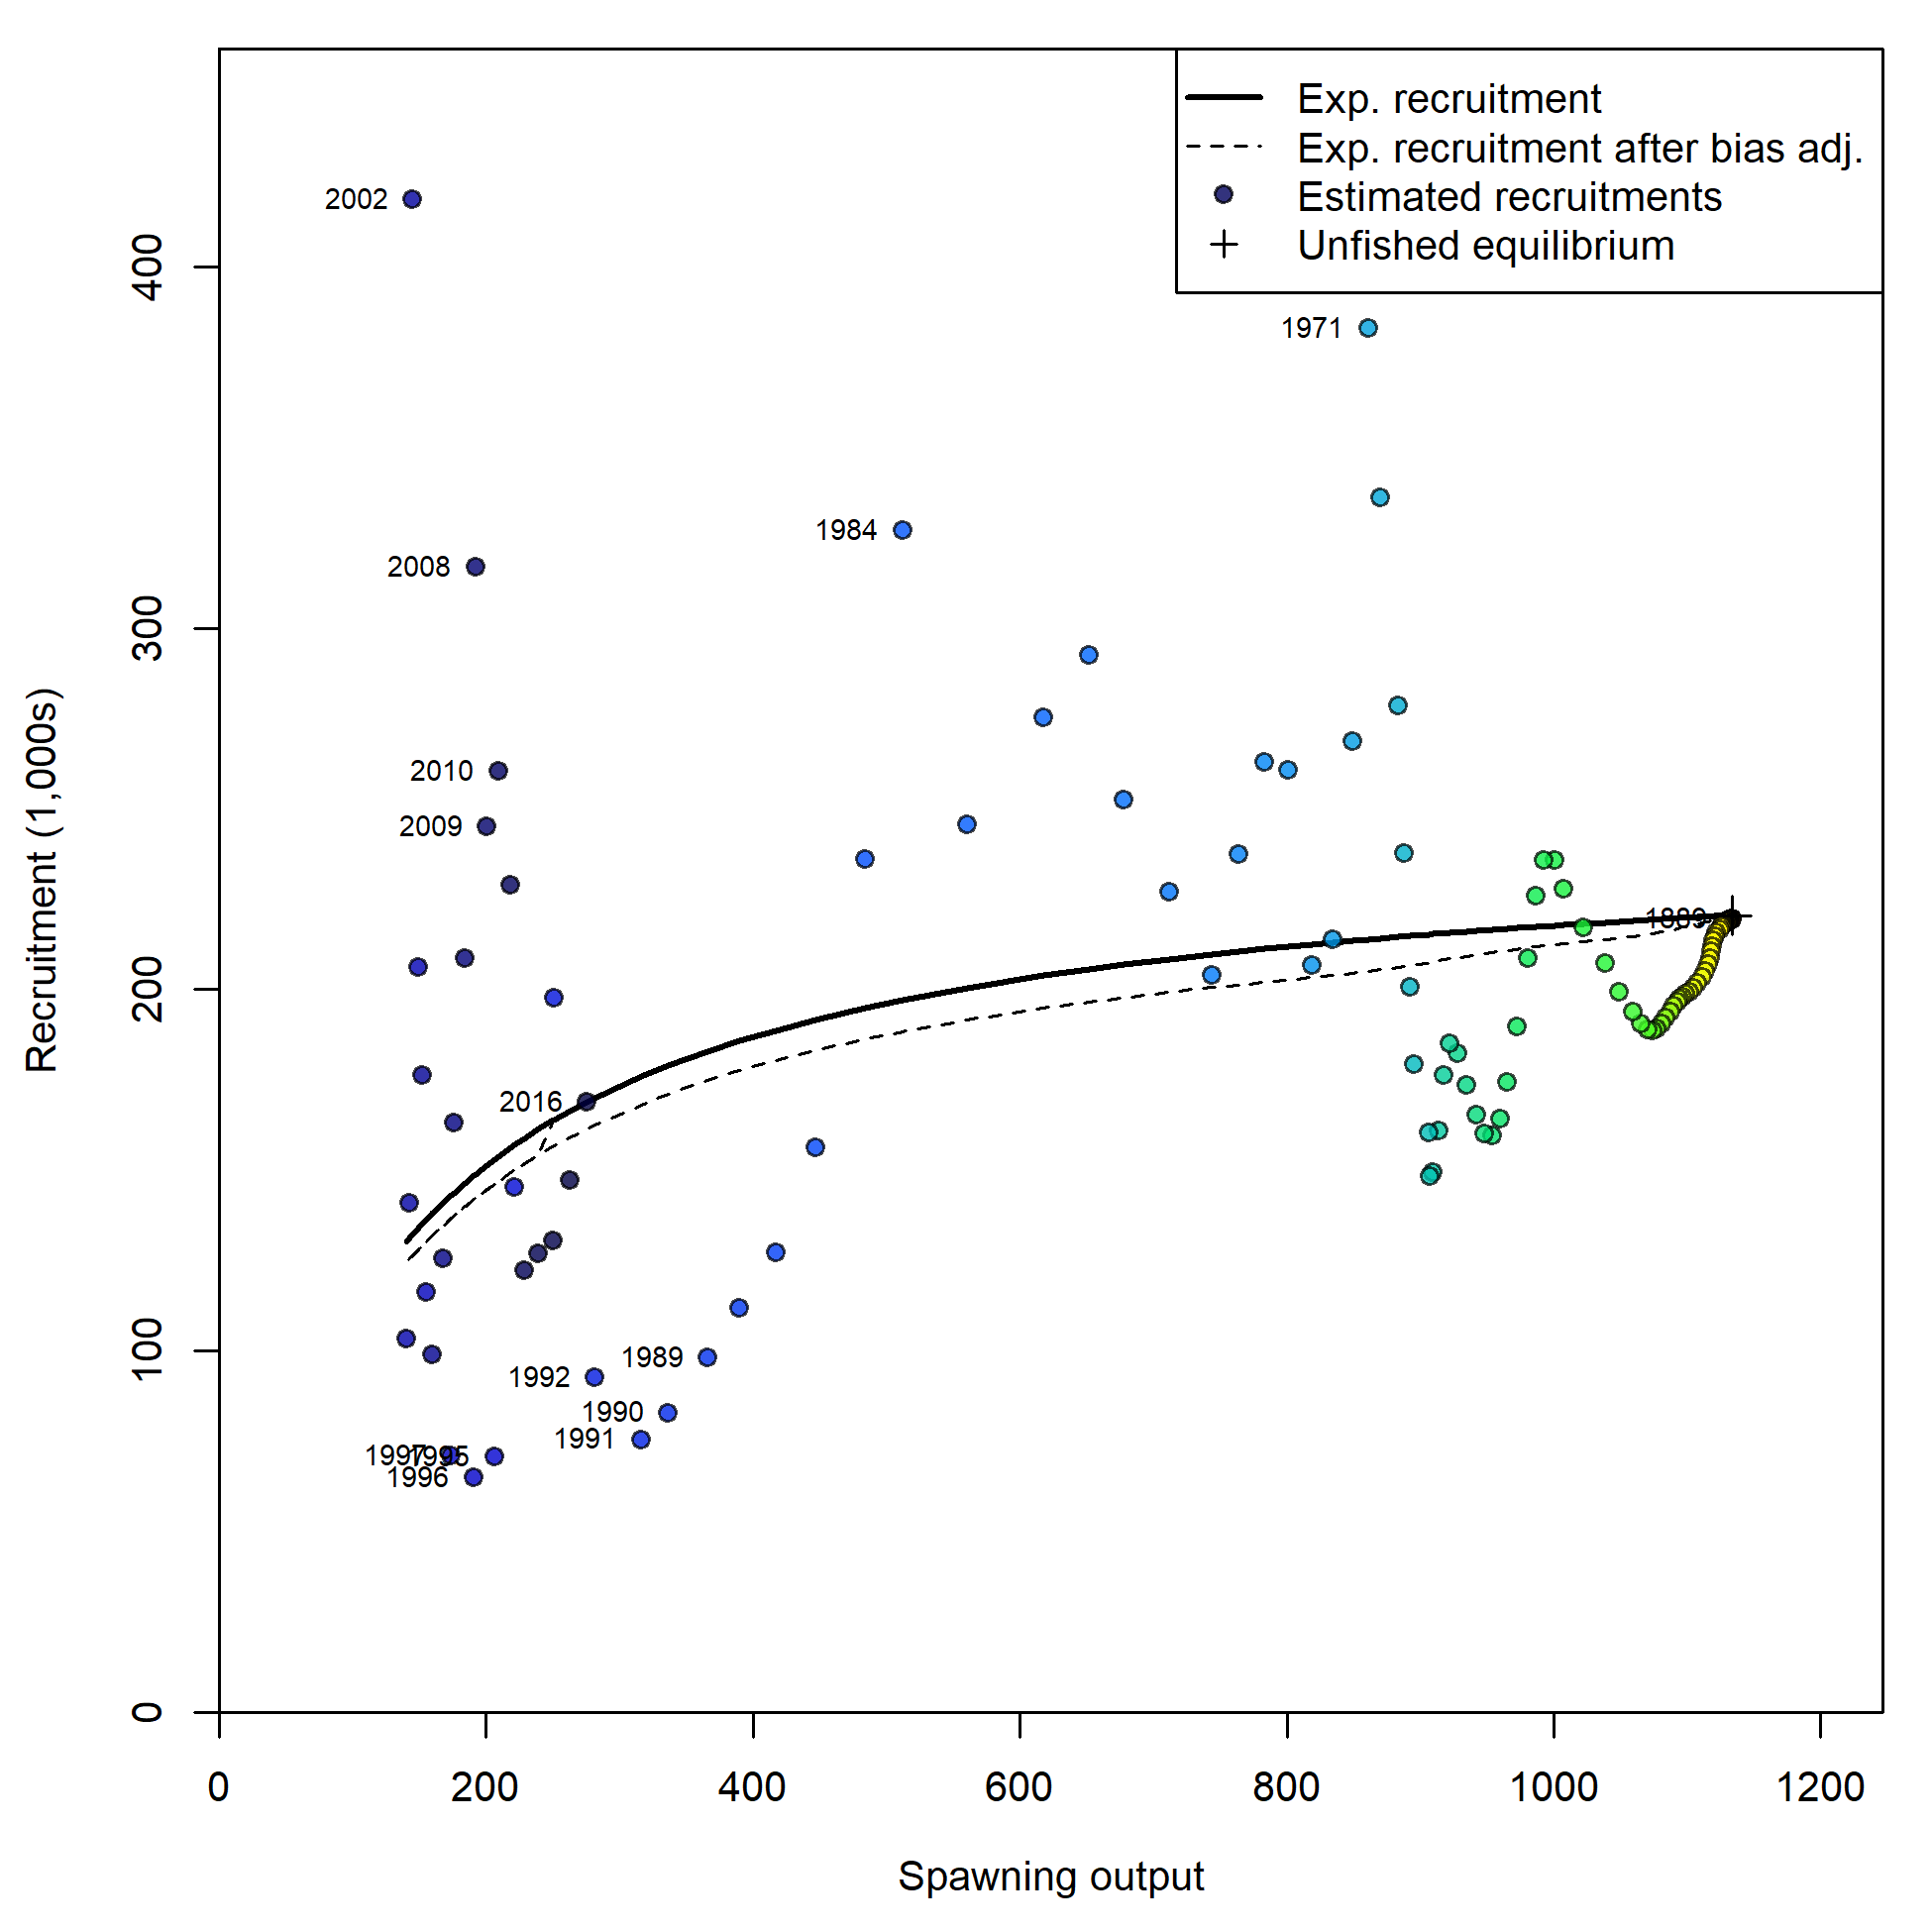 Exp. recruitment
Exp. recruitment after bias adj.
Estimated recruitments
Unfished equilibrium
2002
1971
1984
2008
2010
2009
2016
1989
1992
1990
1991
1997
1995
1996
400
300
200
100
0
Recruitment (1,000s)
0 200 400 600 800 1000 1200
Spawning output